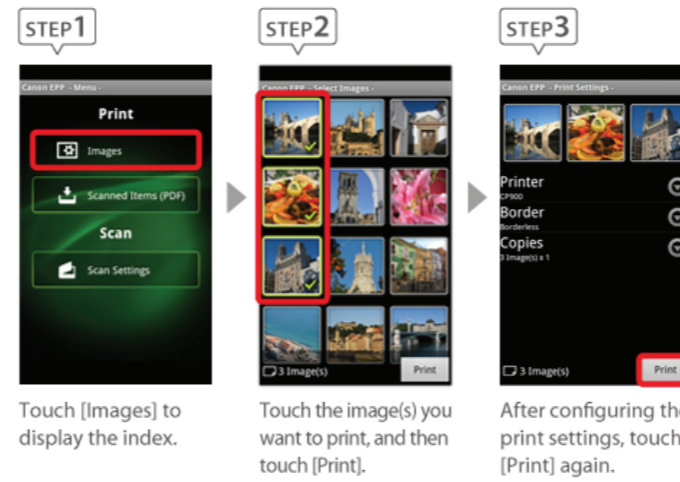 STEP1
Canon EPP - Menu -
Print
Images
Scanned Items (PDF)
Scan
Scan Settings
Touch [Images] to
display the index.
STEP2
Canon EPP - Select Images -
3 Image(s)
Print
Touch the image(s) you
want to print, and then
touch [Print].
STEP3
Canon EPP - Print Settings -
Printer
CP900
Border
Borderless
Copies
3 Image(s) x 1
3 Image(s)
Print
After configuring the
print settings, touch
[Print] again.